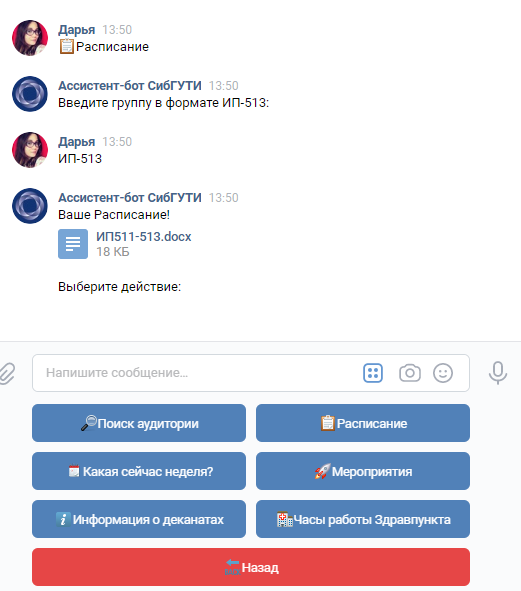 Дарья 13:50
📋Расписание
Ассистент-бот СибГУТИ 13:50
Введите группу в формате ИП-513:
Дарья 13:50
ИП-513
Ассистент-бот СибГУТИ 13:50
Ваше Расписание!
ИП511-513.docx
18 КБ
Выберите действие:
Напишите сообщение...
🔎Поиск аудитории
📋Расписание
📅Какая сейчас неделя?
🚀Мероприятия
ℹ️Информация о деканатах
🏥Часы работы Здравпункта
🔙Назад